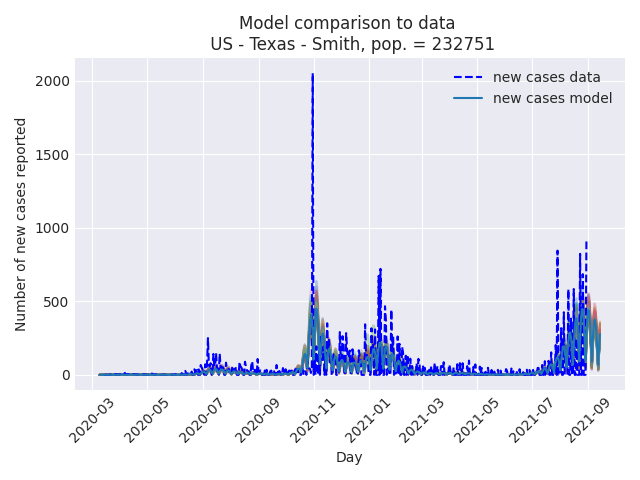 Model comparison to data
US - Texas - Smith, pop. = 232751
new cases data
new cases model
Number of new cases reported
2000
1500
1000
500
0
2020-03
2020-05
2020-07
2020-09
2020-11
2021-01
2021-03
2021-05
2021-07
2021-09
Day